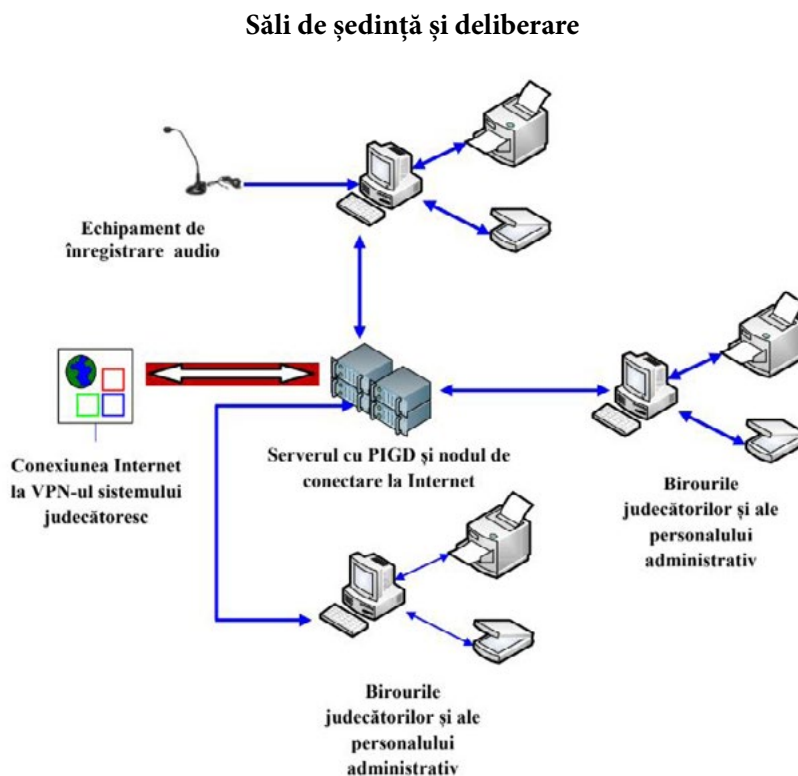 Săli de ședință și deliberare
Echipament de
înregistrare audio
Conexiunea Internet
la VPN-ul sistemului
judecătoresc
Serverul cu PIGD și nodul de
conectare la Internet
Birourile
judecătorilor și ale
personalului
administrativ
Birourile
judecătorilor și ale
personalului
administrativ